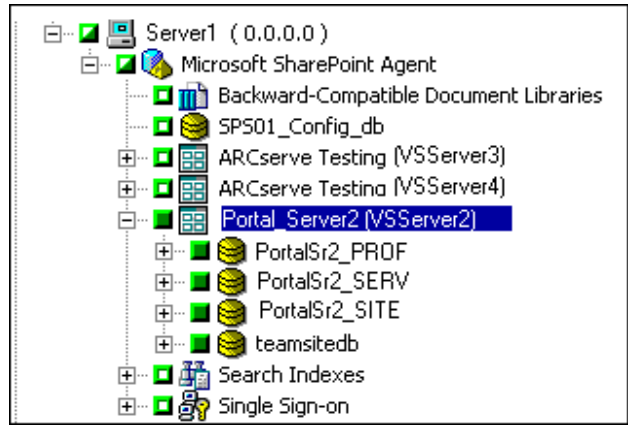 Server1 (0.0.0.0)
Microsoft SharePoint Agent
Backward-Compatible Document Libraries
SPS01_Config_db
ARCserve Testing (VSServer3)
ARCserve Testing (VSServer4)
Portal_Server2 (VSServer2)
PortalSr2_PROF
PortalSr2_SERV
PortalSr2_SITE
teamsitedb
Search Indexes
Single Sign-on